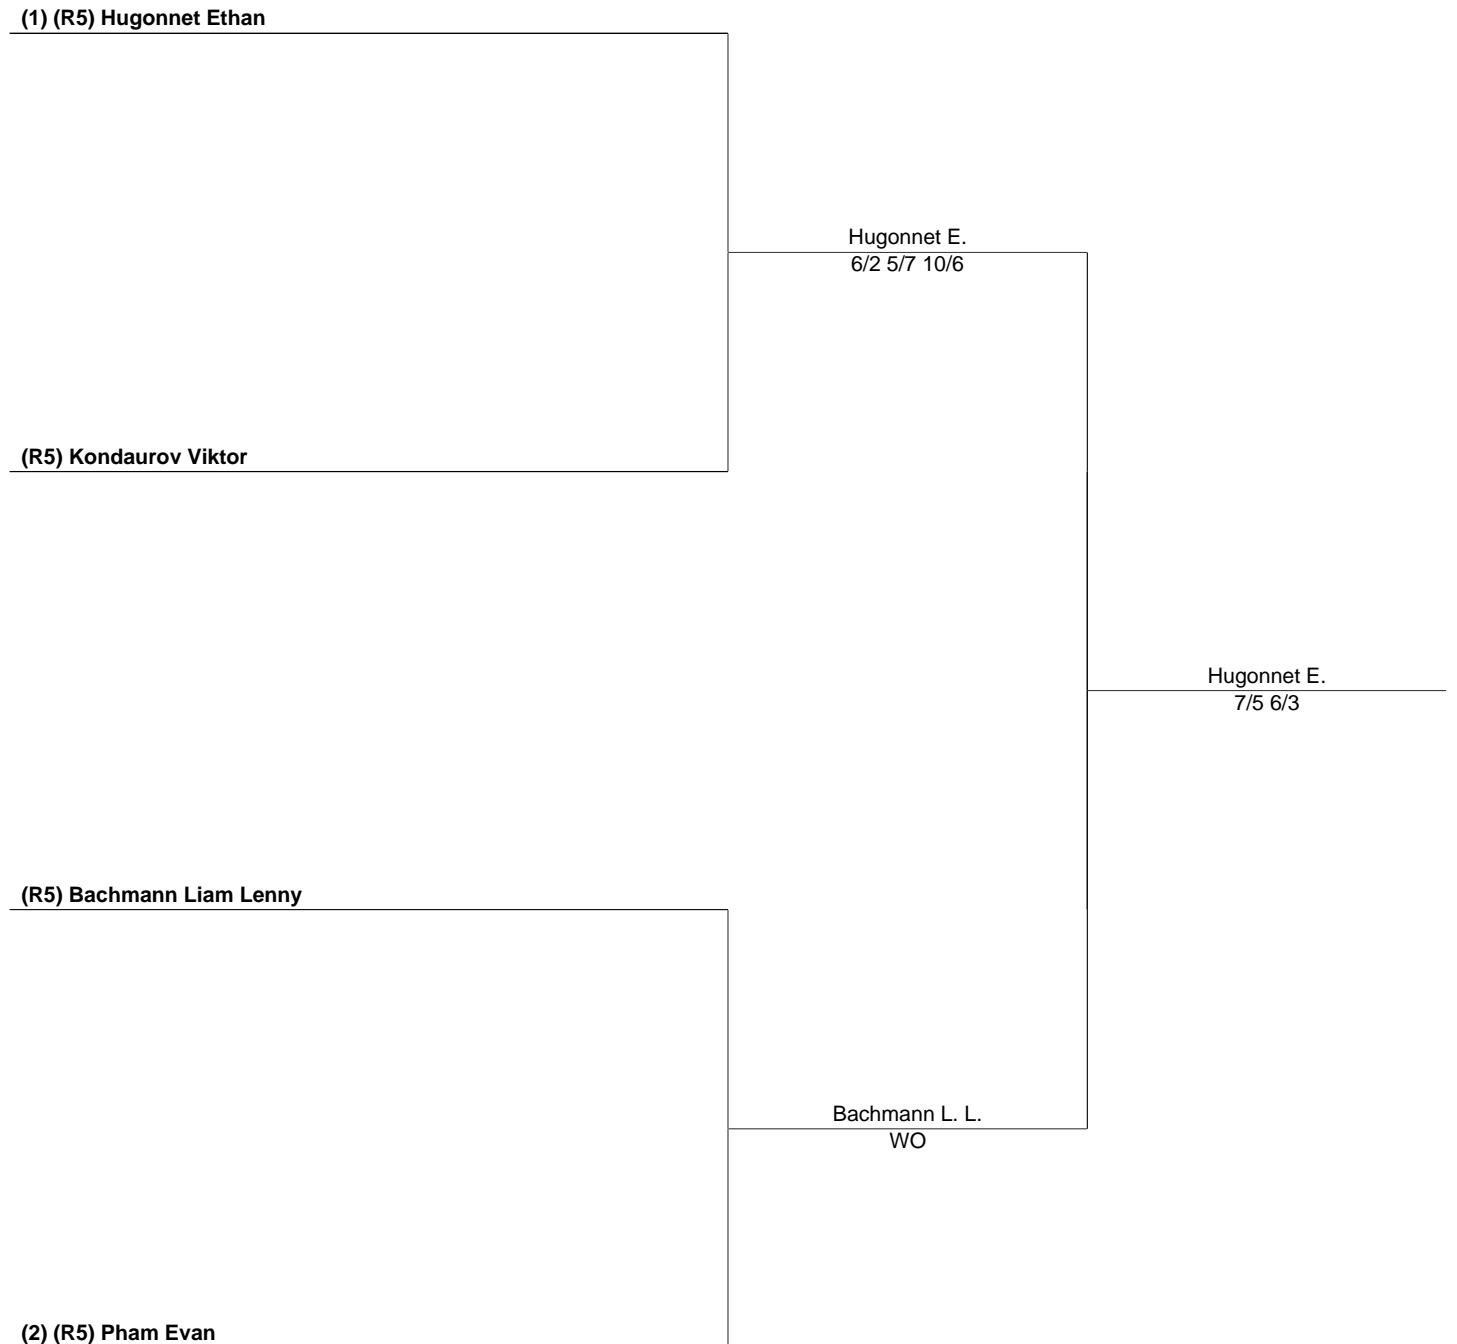 (1) (R5) Hugonnet Ethan
Hugonnet E.
6/2 5/7 10/6
(R5) Kondaurov Viktor
Hugonnet E.
7/5 6/3
(R5) Bachmann Liam Lenny
Bachmann L. L.
WO
(2) (R5) Pham Evan